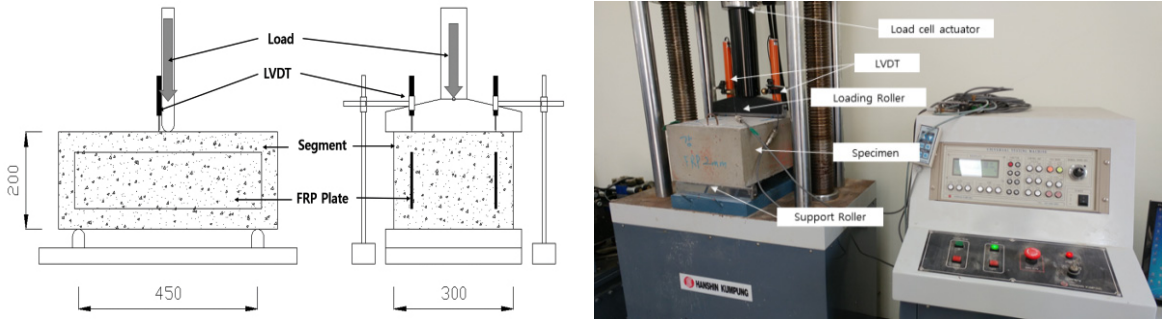 Load
LVDT
Segment
FRP Plate
200
450
300
Load cell actuator
LVDT
Loading Roller
Specimen
Support Roller
HANSHIN KUMPUNG